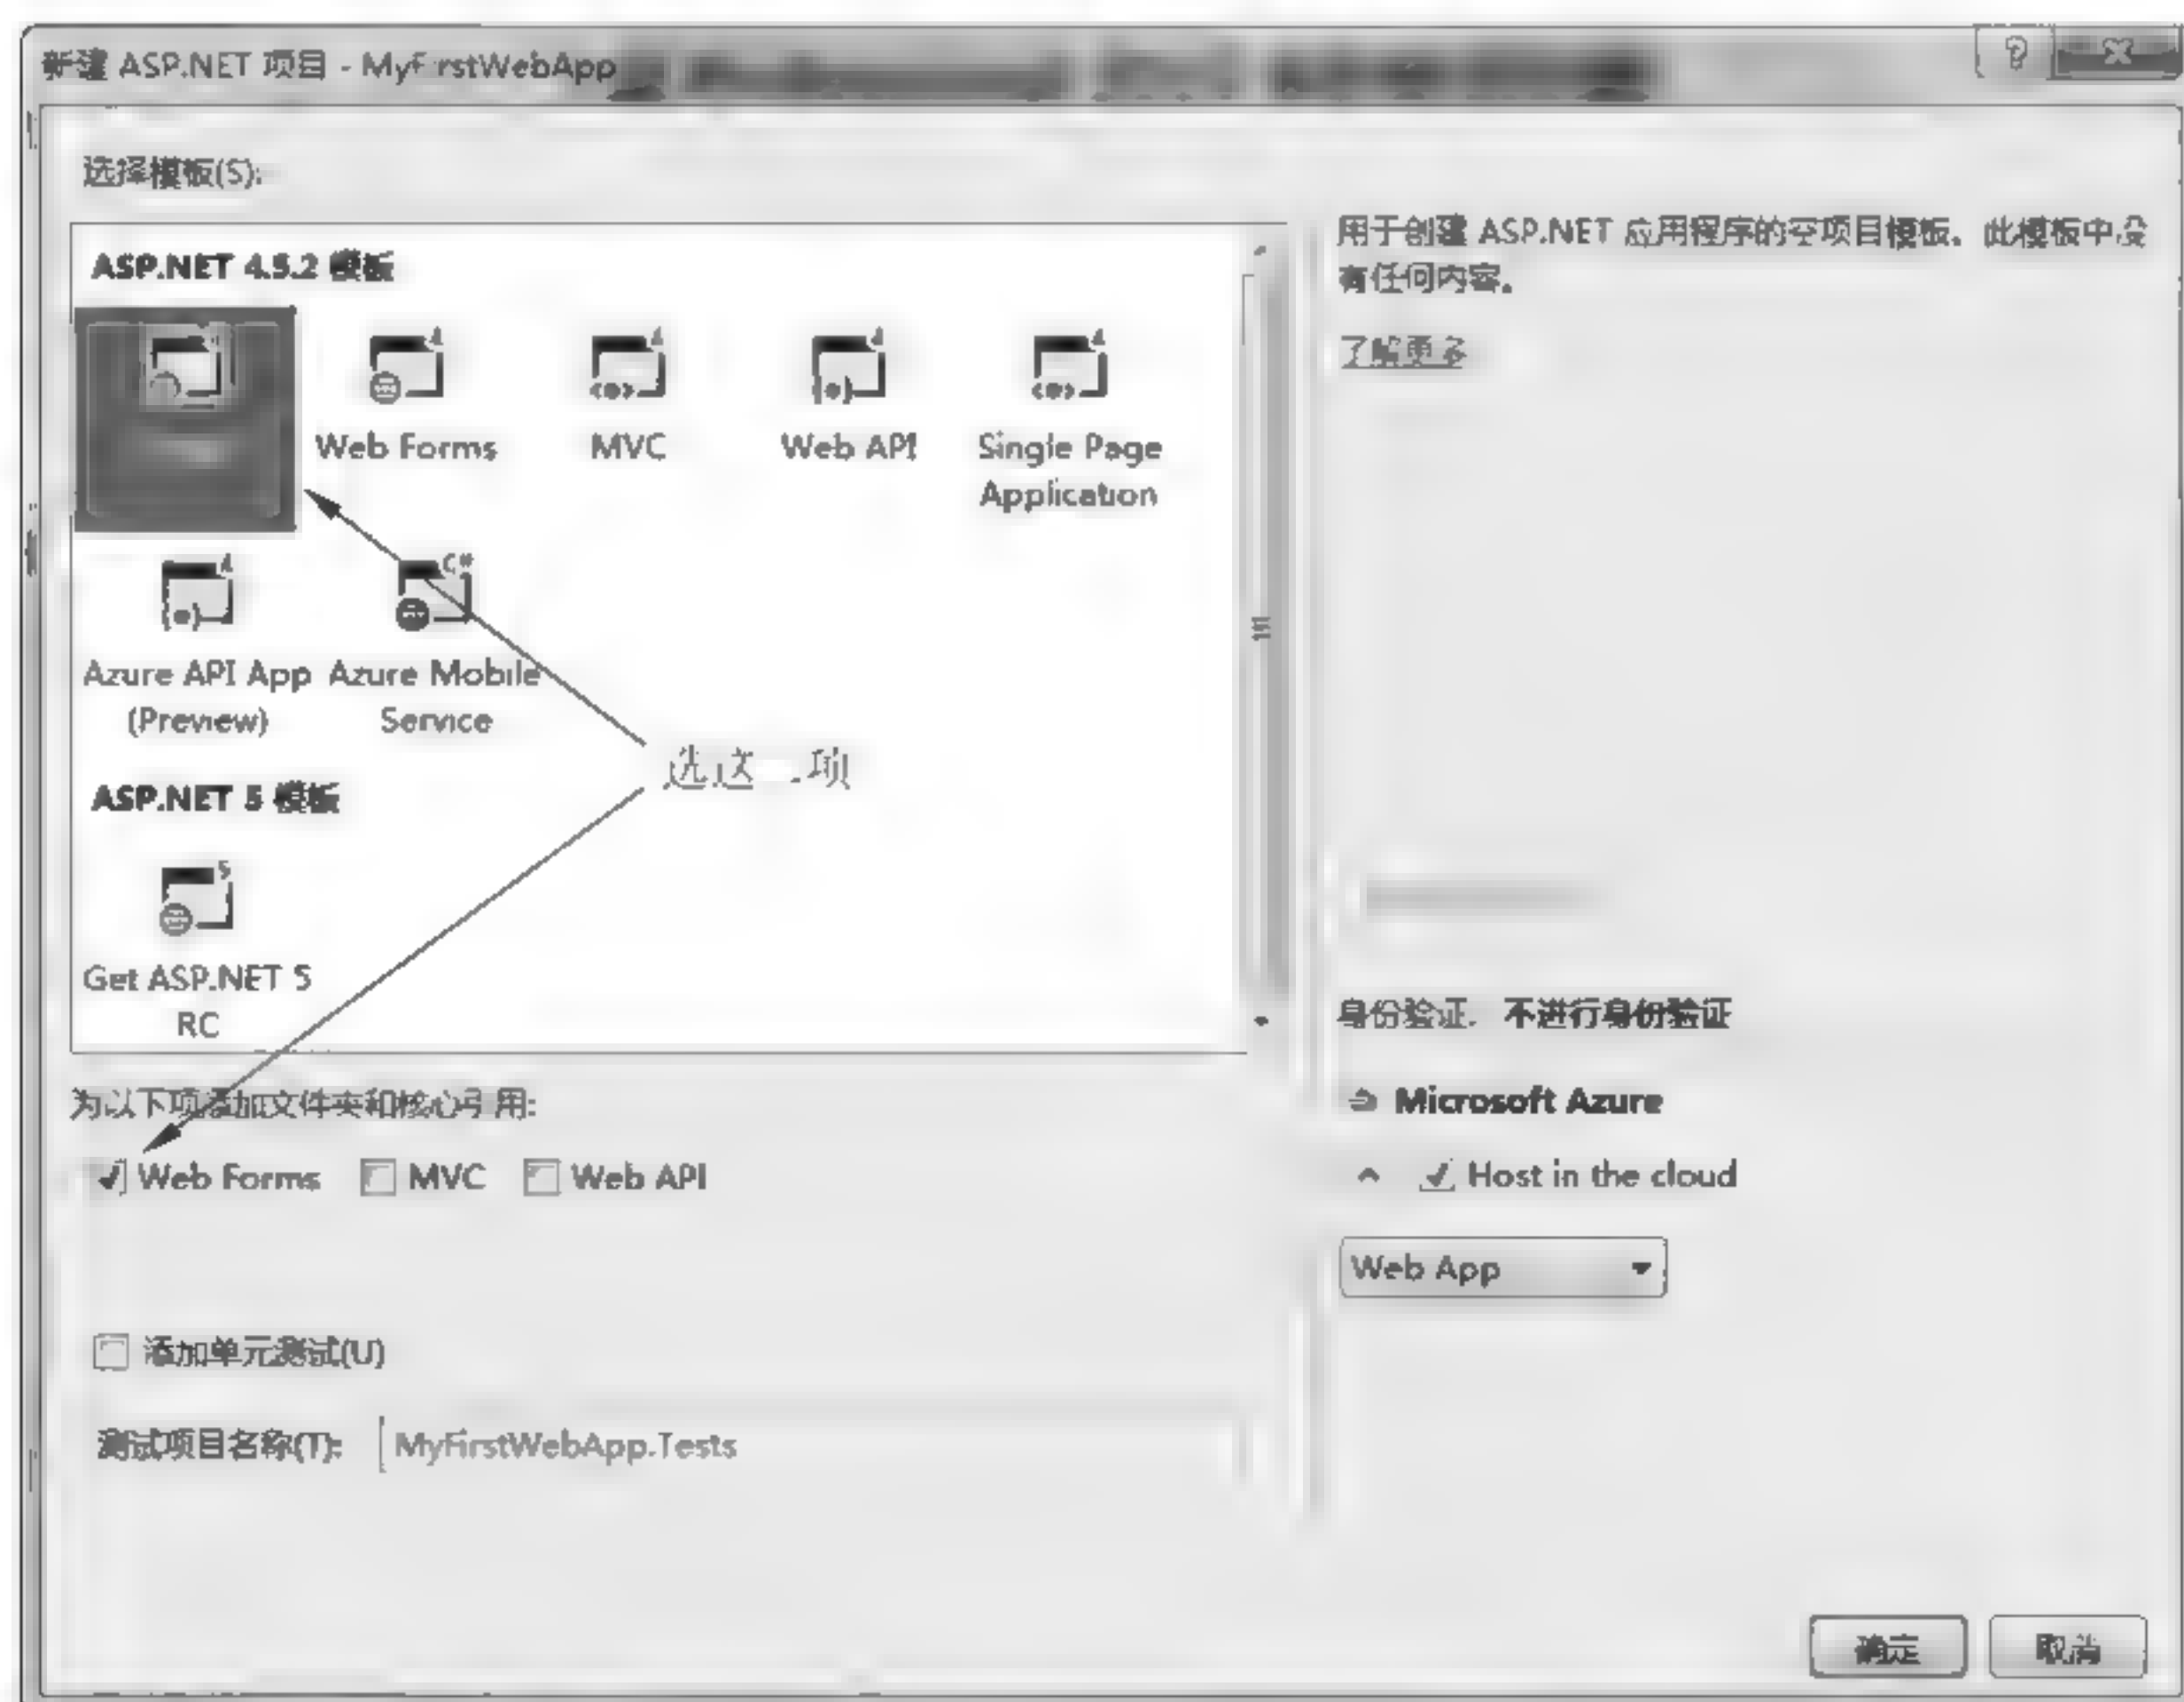 新建 ASP.NET 项目 - MyFirstWebApp
选择模板(S):
ASP.NET 4.5.2 模板
Web Forms
MVC
Web API
Single Page
Application
Azure API App
(Preview)
Azure Mobile
Service
选这 项
ASP.NET 5 模板
Get ASP.NET 5
RC
为以下项添加文件夹和核心引用:
Web Forms
MVC
Web API
添加单元测试(U)
测试项目名称(T):
MyFirstWebApp.Tests
用于创建 ASP.NET 应用程序的空项目模板。此模板中没
有任何内容。
了解更多
身份验证: 不进行身份验证
Microsoft Azure
Host in the cloud
Web App
确定
取消